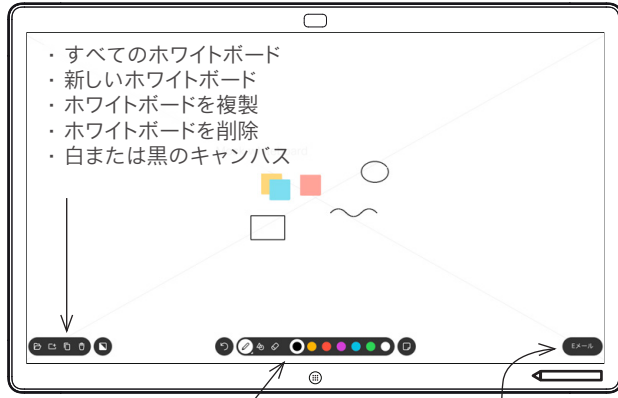 ・すべてのホワイトボード
・新しいホワイトボード
・ホワイトボードを複製
・ホワイトボードを削除
・白または黒のキャンバス
Eメール